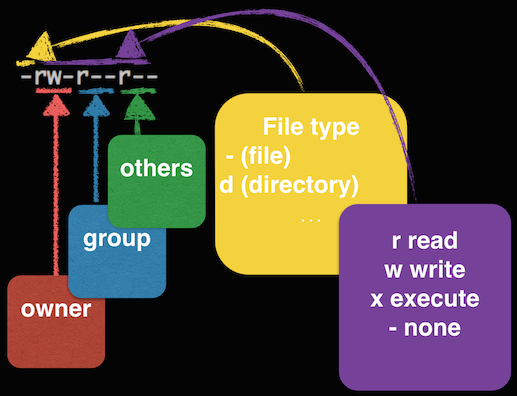 -rw-r--r--
File type
- (file)
d (directory)
...
others
group
owner
r read
w write
x execute
- none